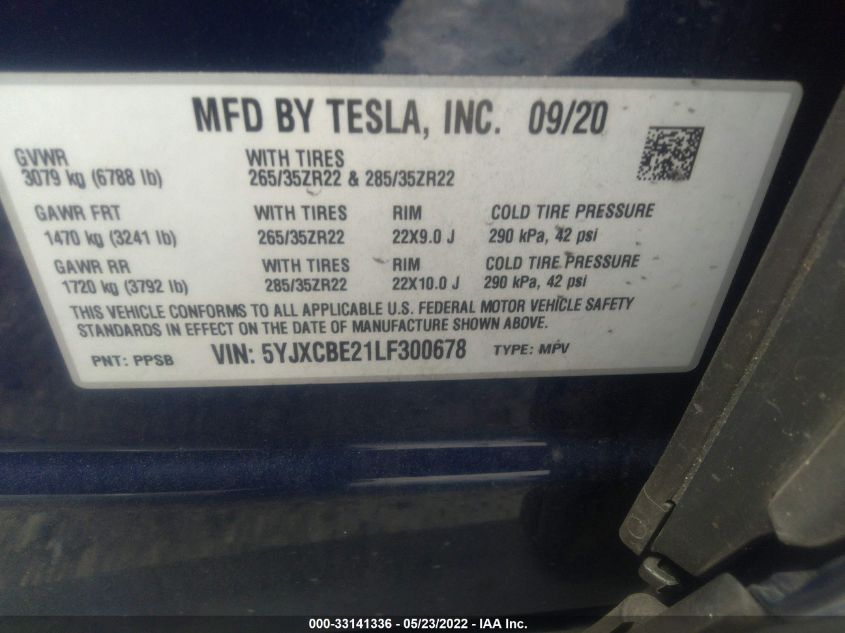 MFD BY TESLA, INC. 09/20
GVWR WITH TIRES
3079 kg (6788 lb) 265/35ZR22 & 285/35ZR22
GAWR FRT WITH TIRES RIM COLD TIRE PRESSURE
1470 kg (3241 lb) 265/35ZR22 22X9.0 J 290 kPa, 42 psi
GAWR RR WITH TIRES RIM COLD TIRE PRESSURE
1720 kg (3792 lb) 285/35ZR22 22X10.0 J 290 kPa, 42 psi
THIS VEHICLE CONFORMS TO ALL APPLICABLE U.S. FEDERAL MOTOR VEHICLE SAFETY
STANDARDS IN EFFECT ON THE DATE OF MANUFACTURE SHOWN ABOVE.
PNT: PPSB VIN: 5YJXCBE21LF300678 TYPE: MPV
000-33141336 - 05/23/2022 - IAA Inc.